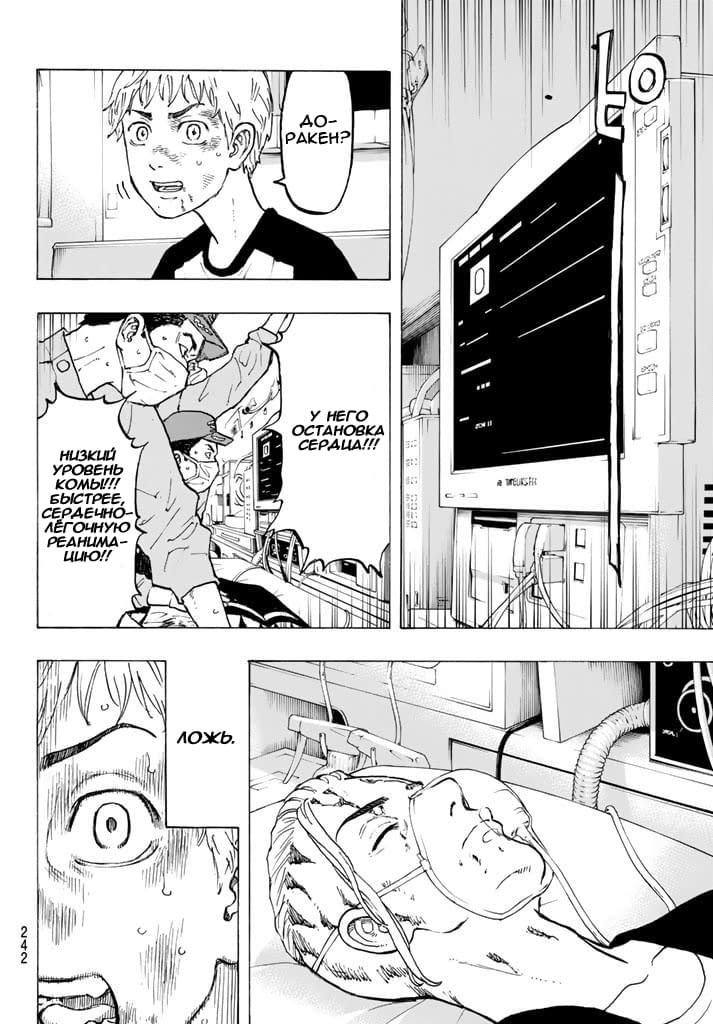 ДО-
РАКЕН?
У НЕГО
ОСТАНОВКА
СЕРДЦА!!!
НИЗКИЙ
УРОВЕНЬ
КОМЫ!!!
БЫСТРЕЕ,
СЕРДЕЧНО-
ЛЁГОЧНУЮ
РЕАНИМА-
ЦИЮ!!
ЛОЖЬ.
242